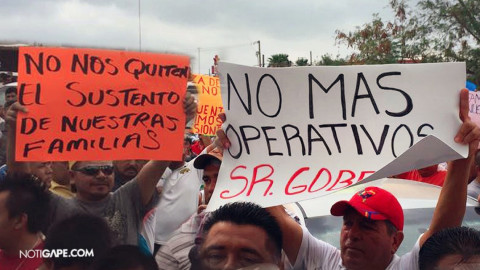 NO NOS QUITEN
EL SUSTENTO
DE NUESTRAS
FAMILIAS
NO MAS
OPERATIVOS
SR. GOBE
NOTIGAPE.COM